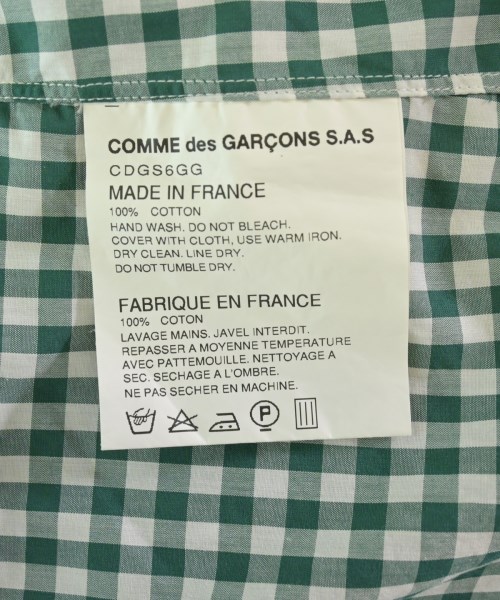 COMME des GARÇONS S.A.S
CDGS6GG
MADE IN FRANCE
100% COTTON
HAND WASH. DO NOT BLEACH.
COVER WITH CLOTH, USE WARM IRON.
DRY CLEAN. LINE DRY.
DO NOT TUMBLE DRY.
FABRIQUE EN FRANCE
100% COTON
LAVAGE MAINS. JAVEL INTERDIT.
REPASSER A MOYENNE TEMPERATURE
AVEC PATTEMOUILLE. NETTOYAGE A
SEC. SECHAGE A L'OMBRE.
NE PAS SECHER EN MACHINE.
P